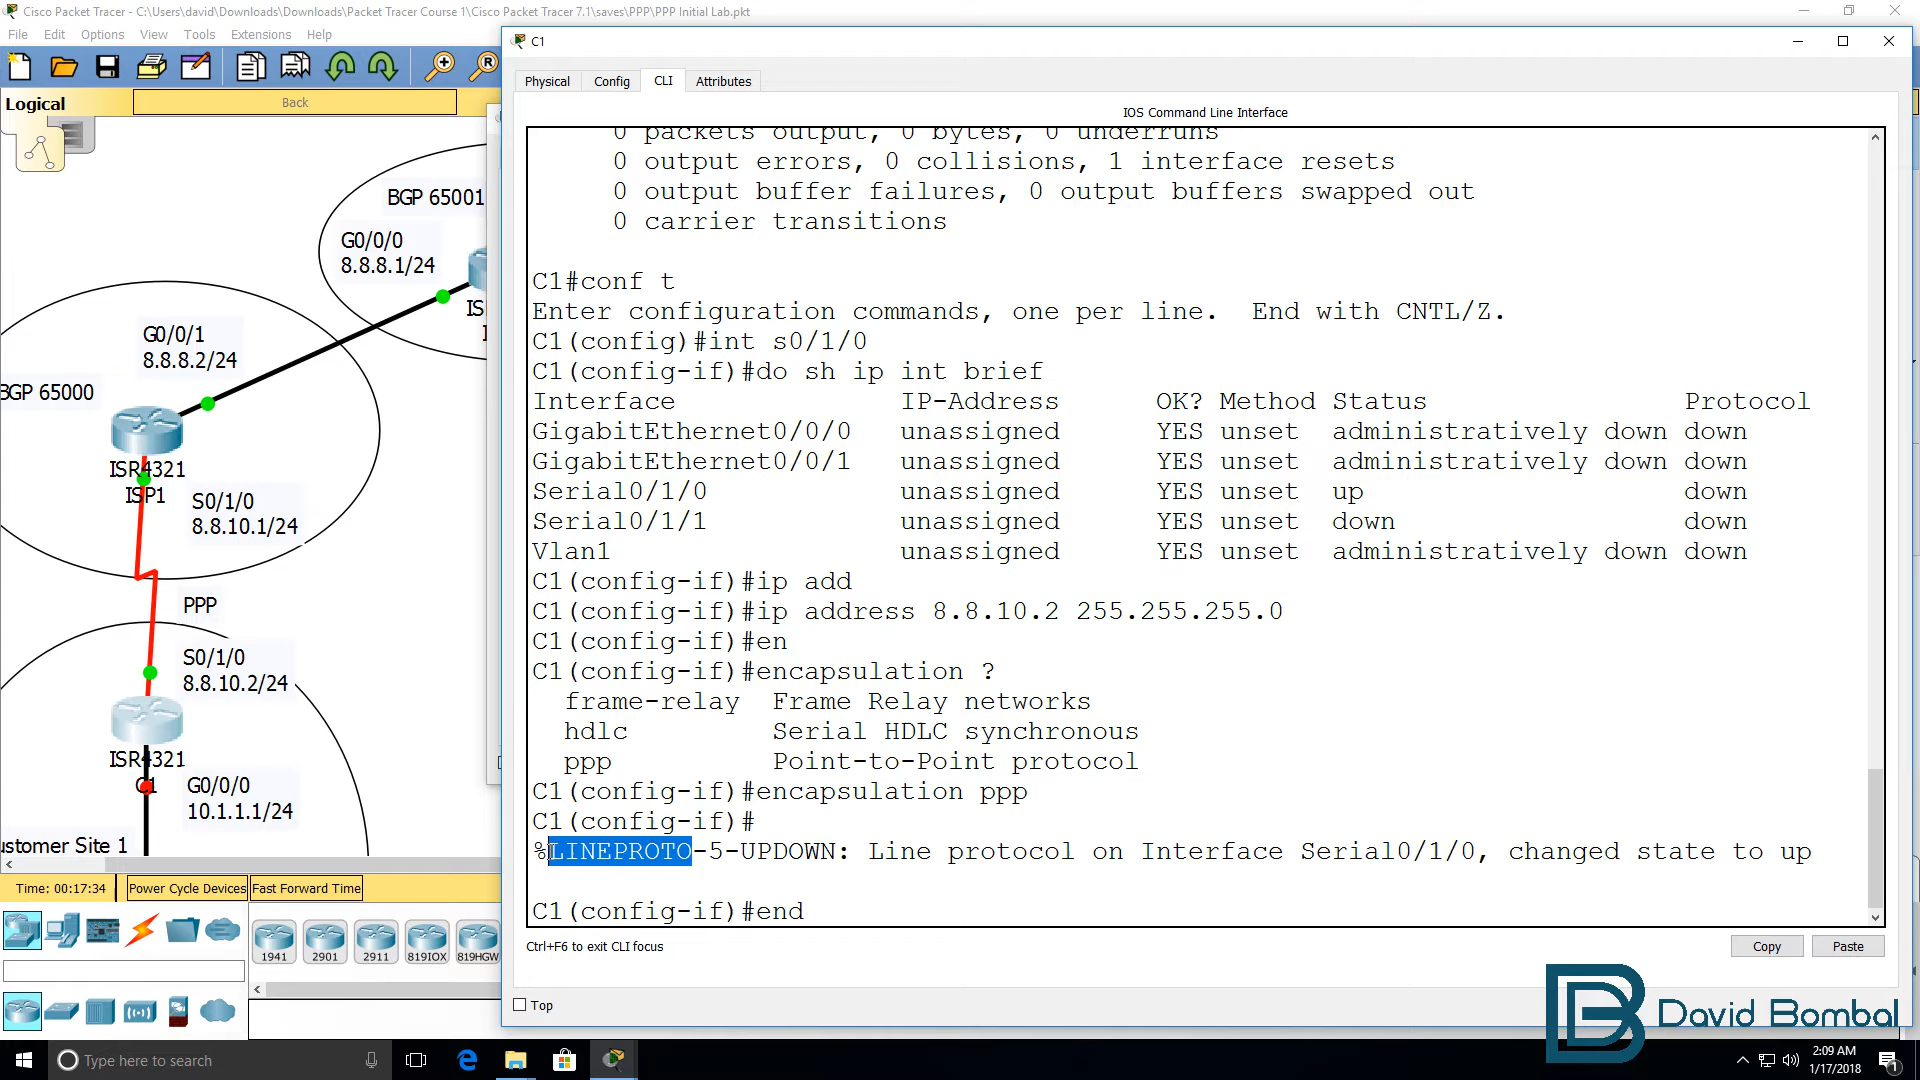 Cisco Packet Tracer - C:\Users\david\Downloads\Downloads\Packet Tracer Course 1\Cisco Packet Tracer 7.1\saves\PPP\PPP Initial Lab.pkt
File Edit Options View Tools Extensions Help
Logical
Back
BGP 65001
G0/0/0
8.8.8.1/24
G0/0/1
8.8.8.2/24
BGP 65000
ISR4321
ISP1
S0/1/0
8.8.10.1/24
PPP
S0/1/0
8.8.10.2/24
ISR4321
C1
G0/0/0
10.1.1.1/24
ustomer Site 1
Time: 00:17:34 Power Cycle Devices Fast Forward Time
1941 2901 2911 819IOX 819HGW
C1
Physical Config CLI Attributes
IOS Command Line Interface
0 packets output, 0 bytes, 0 underruns
0 output errors, 0 collisions, 1 interface resets
0 output buffer failures, 0 output buffers swapped out
0 carrier transitions
C1#conf t
Enter configuration commands, one per line. End with CNTL/Z.
C1(config)#int s0/1/0
C1(config-if)#do sh ip int brief
Interface IP-Address OK? Method Status Protocol
GigabitEthernet0/0/0 unassigned YES unset administratively down down
GigabitEthernet0/0/1 unassigned YES unset administratively down down
Serial0/1/0 unassigned YES unset up down
Serial0/1/1 unassigned YES unset down down
Vlan1 unassigned YES unset administratively down down
C1(config-if)#ip add
C1(config-if)#ip address 8.8.10.2 255.255.255.0
C1(config-if)#en
C1(config-if)#encapsulation ?
frame-relay Frame Relay networks
hdlc Serial HDLC synchronous
ppp Point-to-Point protocol
C1(config-if)#encapsulation ppp
C1(config-if)#
%LINEPROTO-5-UPDOWN: Line protocol on Interface Serial0/1/0, changed state to up
C1(config-if)#end
Ctrl+F6 to exit CLI focus
Copy Paste
Top
David Bombal
Type here to search
2:09 AM
1/17/2018
1